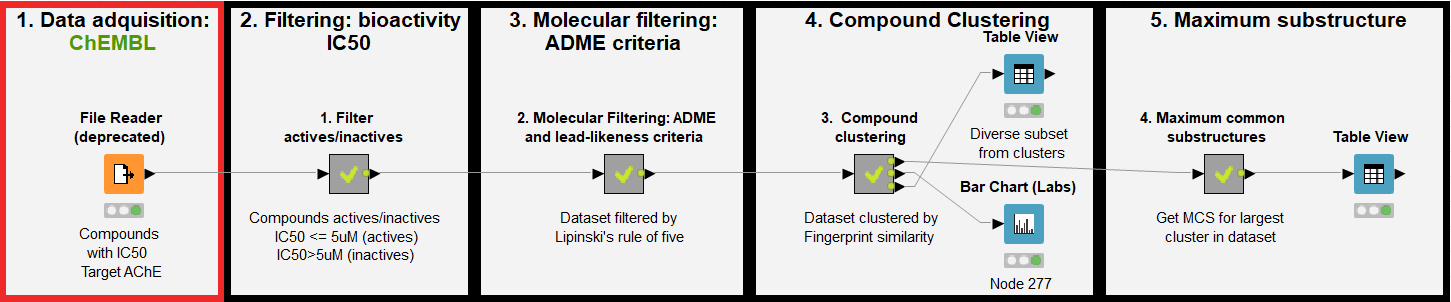 1. Data adquisition:
ChEMBL
File Reader
(deprecated)
Compounds
with IC50
Target AChE
2. Filtering: bioactivity
IC50
1. Filter
actives/inactives
Compounds actives/inactives
IC50 <= 5uM (actives)
IC50>5uM (inactives)
3. Molecular filtering:
ADME criteria
2. Molecular Filtering: ADME
and lead-likeness criteria
Dataset filtered by
Lipinski's rule of five
4. Compound Clustering
Table View
Diverse subset
from clusters
3. Compound
clustering
Dataset clustered by
Fingerprint similarity
Bar Chart (Labs)
Node 277
5. Maximum substructure
4. Maximum common
substructures
Get MCS for largest
cluster in dataset
Table View